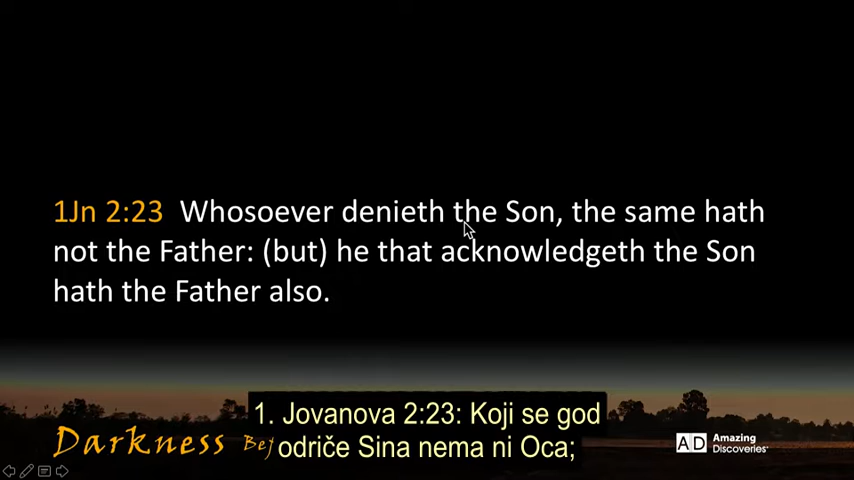 1Jn 2:23 Whosoever denieth the Son, the same hath
not the Father: (but) he that acknowledgeth the Son
hath the Father also.
1. Jovanova 2:23: Koji se god
odriče Sina nema ni Oca;
Darkness Bef
AD Amazing
Discoveries